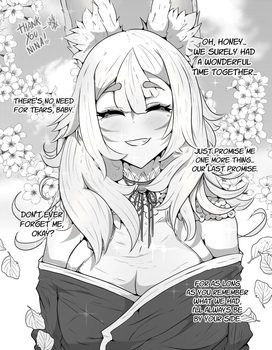 THANK
YOU
NINA!
OH, HONEY...
WE SURELY HAD
A WONDERFUL
TIME TOGETHER...
THERE'S NO NEED
FOR TEARS, BABY.
JUST PROMISE ME
ONE MORE THING...
OUR LAST PROMISE.
DON'T EVER
FORGET ME,
OKAY?
FOR AS LONG
AS YOU REMEMBER
WHAT WE HAD,
I'LL ALWAYS BE
BY YOUR SIDE.